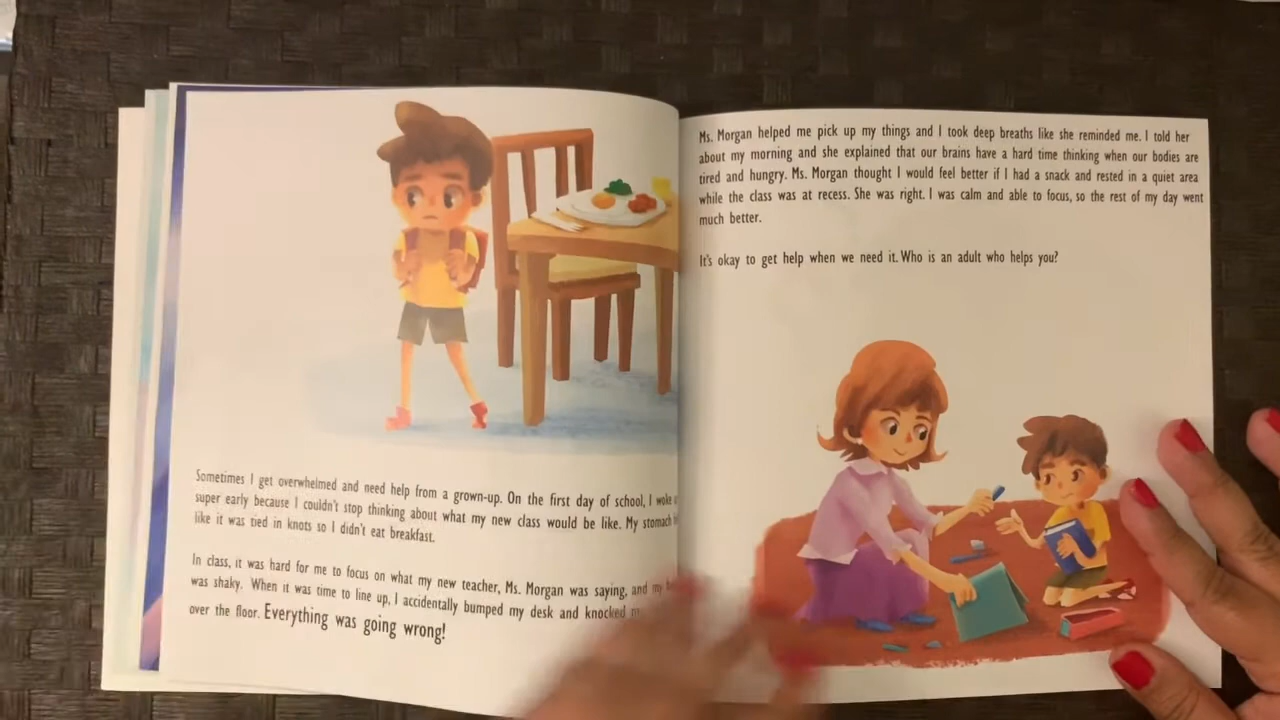 Sometimes I get overwhelmed and need help from a grown-up. On the first day of school, I woke
super early because I couldn't stop thinking about what my new class would be like. My stomach
like it was tied in knots so I didn't eat breakfast.
In class, it was hard for me to focus on what my new teacher, Ms. Morgan was saying, and my
was shaky. When it was time to line up, I accidentally bumped my desk and knocked
over the floor. Everything was going wrong!
Ms. Morgan helped me pick up my things and I took deep breaths like she reminded me. I told her
about my morning and she explained that our brains have a hard time thinking when our bodies are
tired and hungry. Ms. Morgan thought I would feel better if I had a snack and rested in a quiet area
while the class was at recess. She was right. I was calm and able to focus, so the rest of my day went
much better.
It's okay to get help when we need it. Who is an adult who helps you?